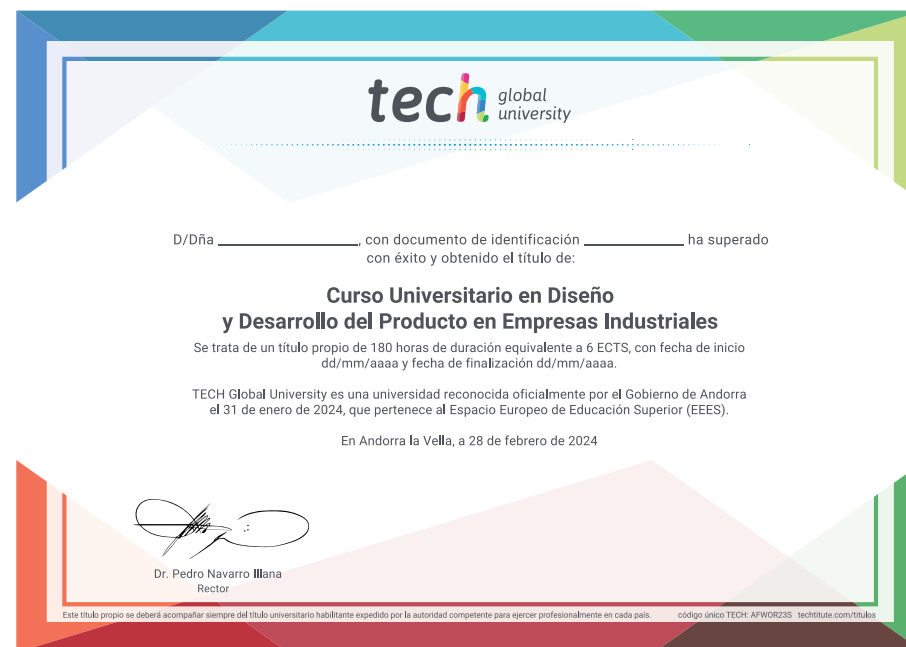 tech global university
D/Dña ____________________, con documento de identificación ______________ ha superado
con éxito y obtenido el título de:
Curso Universitario en Diseño
y Desarrollo del Producto en Empresas Industriales
Se trata de un título propio de 180 horas de duración equivalente a 6 ECTS, con fecha de inicio
dd/mm/aaaa y fecha de finalización dd/mm/aaaa.
TECH Global University es una universidad reconocida oficialmente por el Gobierno de Andorra
el 31 de enero de 2024, que pertenece al Espacio Europeo de Educación Superior (EEES).
En Andorra la Vella, a 28 de febrero de 2024
Dr. Pedro Navarro Illana
Rector
Este título propio se deberá acompañar siempre del título universitario habilitante expedido por la autoridad competente para ejercer profesionalmente en cada país.
código único TECH: AFWOR23S techtitute.com/titulos